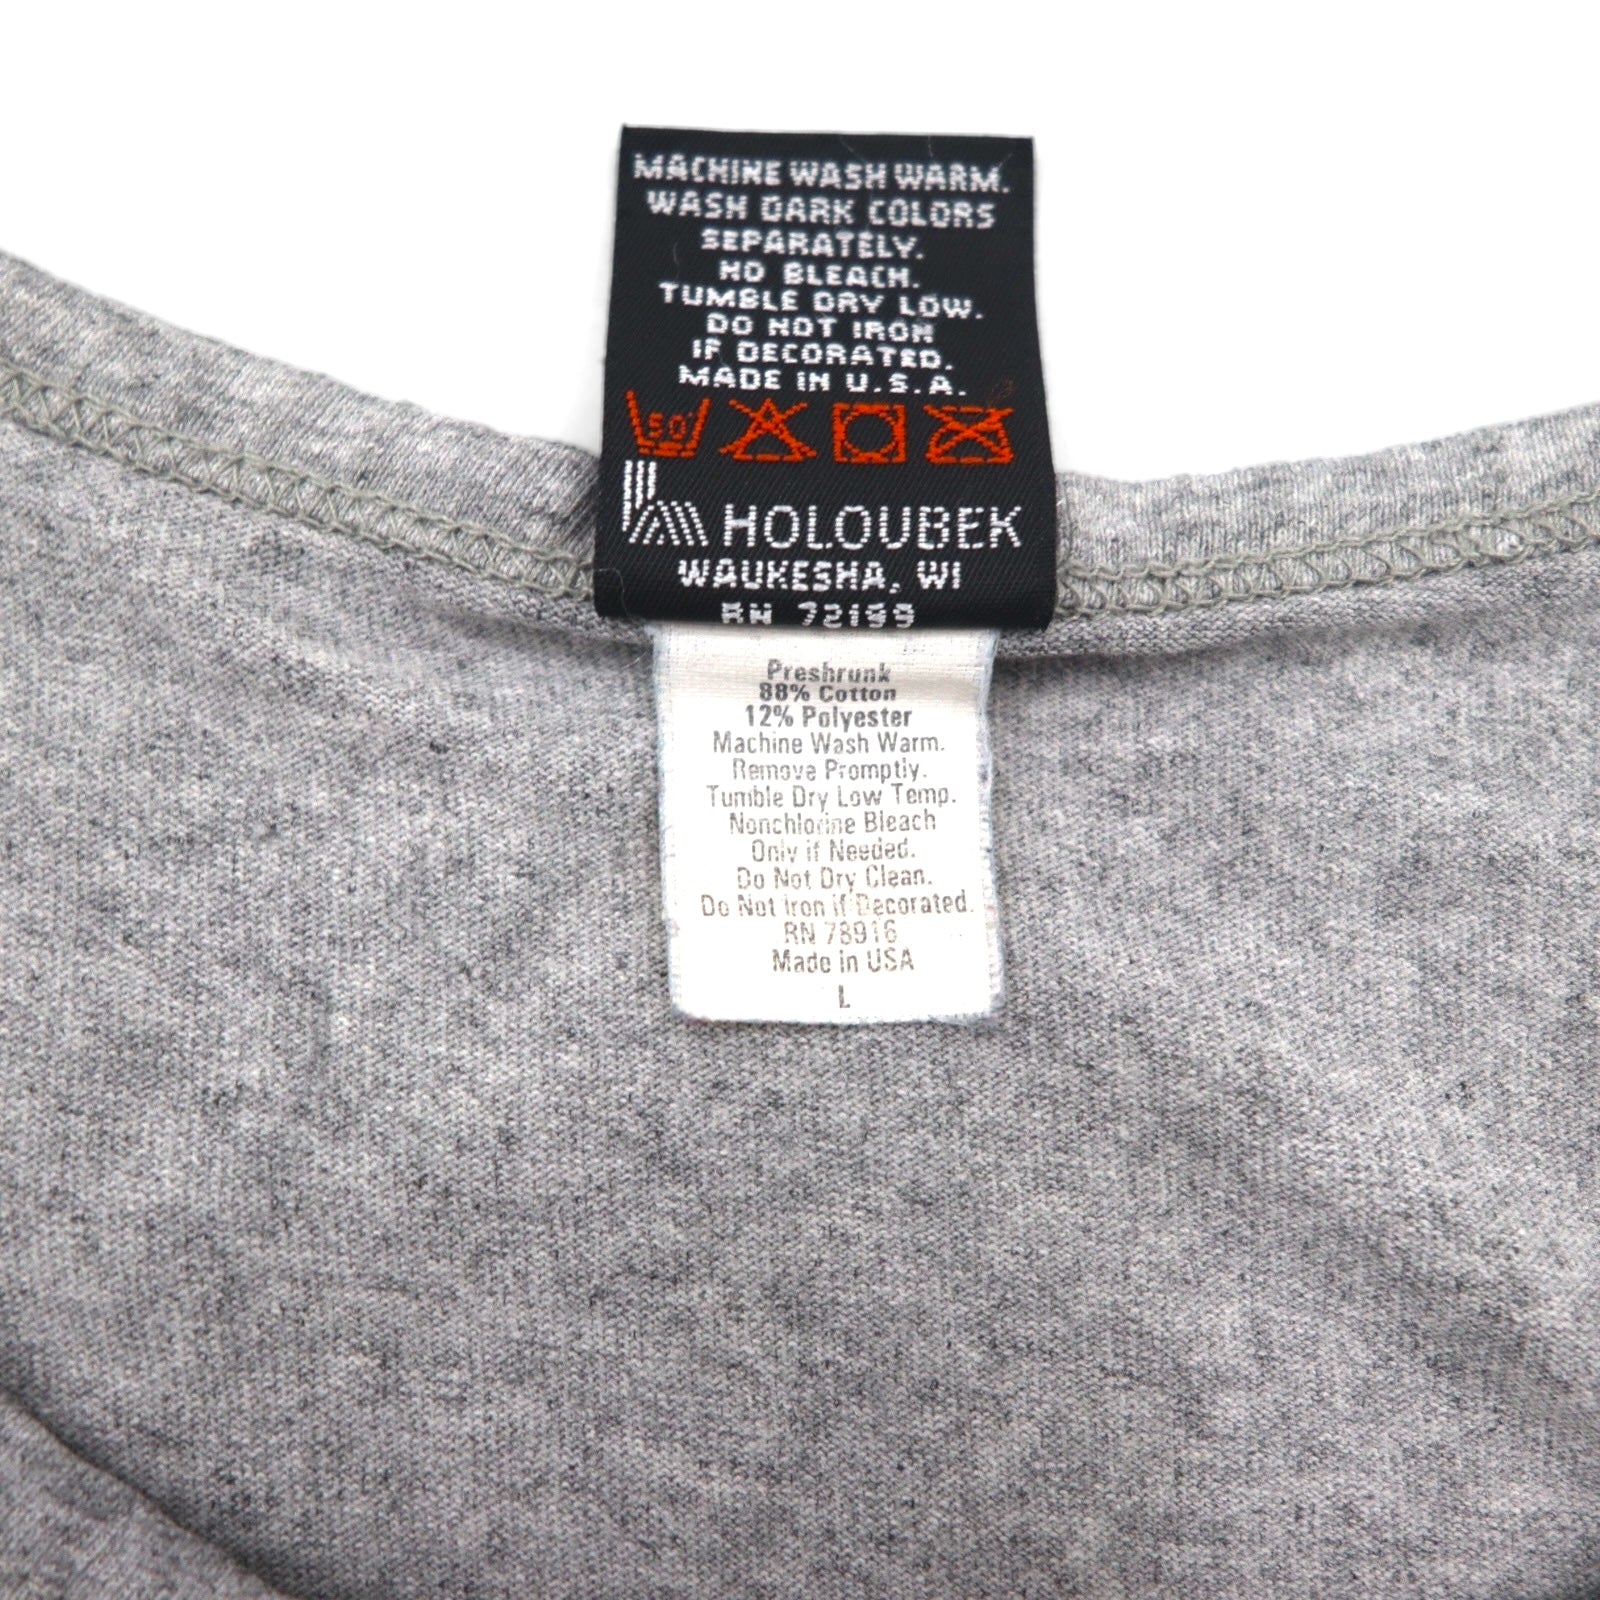 MACHINE WASH WARM.
WASH DARK COLORS
SEPARATELY.
NO BLEACH.
TUMBLE DRY LOW.
DO NOT IRON
IF DECORATED.
MADE IN U.S.A.
50°
HOLOUBEK
WAUKESHA, WI
RN 72199
Preshrunk
88% Cotton
12% Polyester
Machine Wash Warm.
Remove Promptly.
Tumble Dry Low Temp.
Nonchlorine Bleach
Only if Needed.
Do Not Dry Clean.
Do Not Iron if Decorated.
RN 78916
Made in USA
L